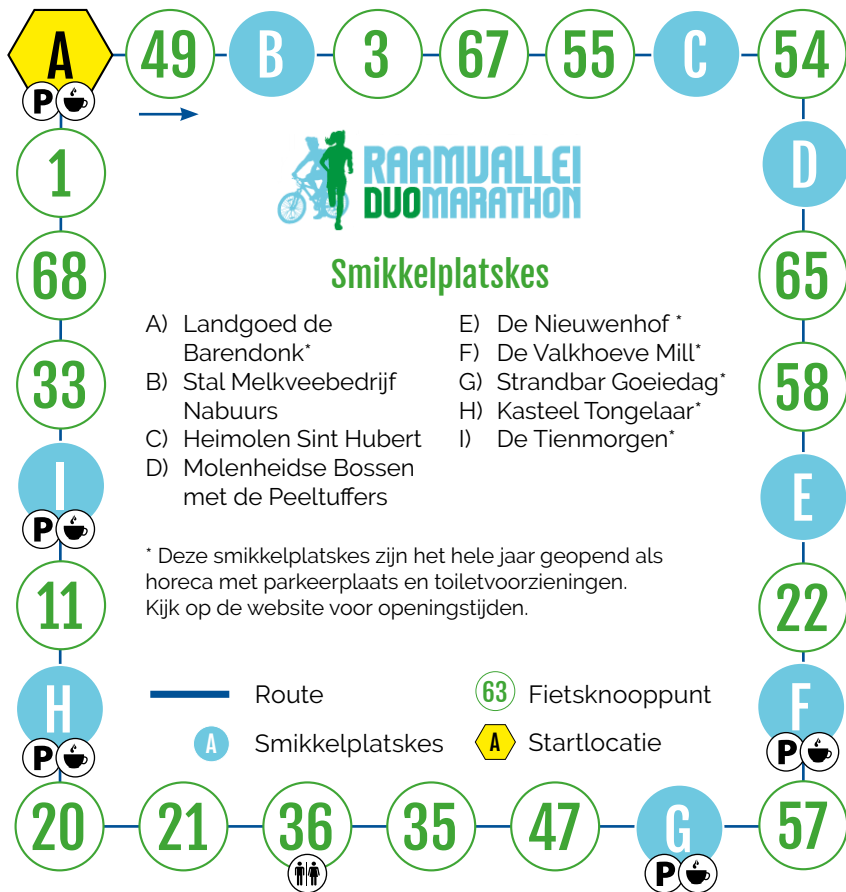 A 49 B 3 67 55 C 54
P
1 D
RAAMVALLEI
DUOMARATHON
68 65
Smikkelplatskes
A) Landgoed de
Barendonk*
B) Stal Melkveebedrijf
Nabuurs
C) Heimolen Sint Hubert
D) Molenheidse Bossen
met de Peeltuffers
E) De Nieuwenhof *
F) De Valkhoeve Mill*
G) Strandbar Goeiedag*
H) Kasteel Tongelaar*
I) De Tienmorgen*
33 58
I E
P
* Deze smikkelplatskes zijn het hele jaar geopend als
horeca met parkeerplaats en toiletvoorzieningen.
Kijk op de website voor openingstijden.
11 22
H F
P P
Route
63 Fietsknooppunt
A Smikkelplatskes
A Startlocatie
20 21 36 35 47 G 57
P